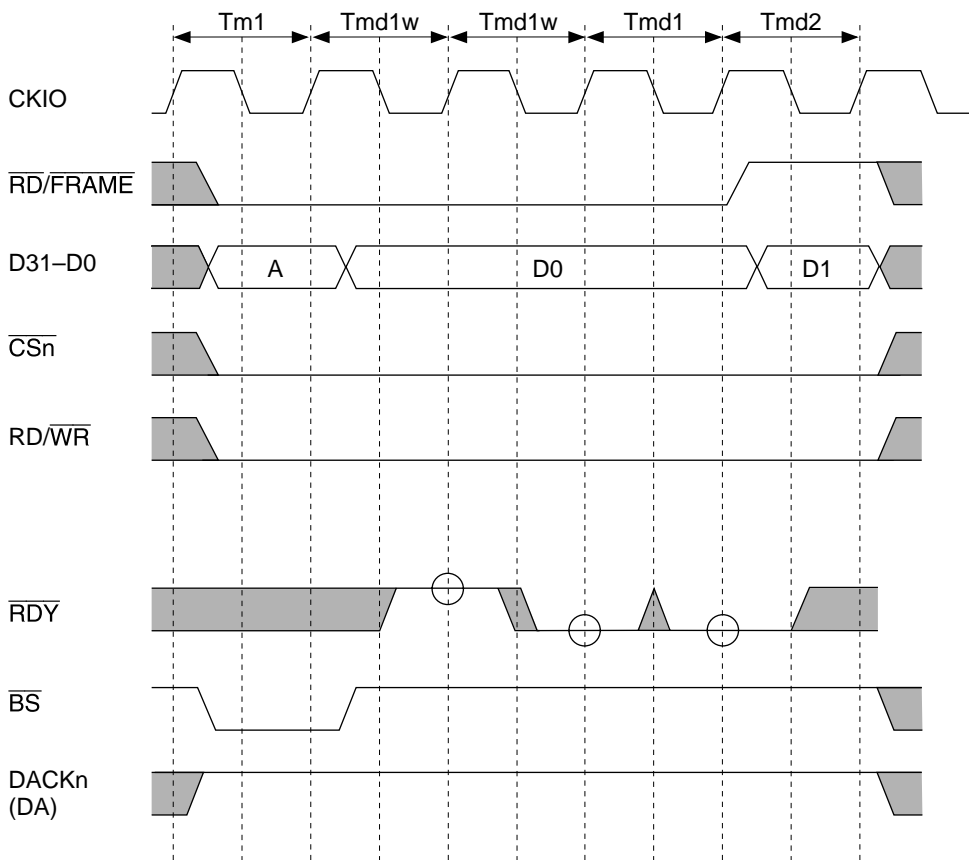 Tm1 Tmd1w Tmd1w Tmd1 Tmd2
CKIO
RD/FRAME
D31–D0 A D0 D1
CSn
RD/WR
RDY
BS
DACKn
(DA)